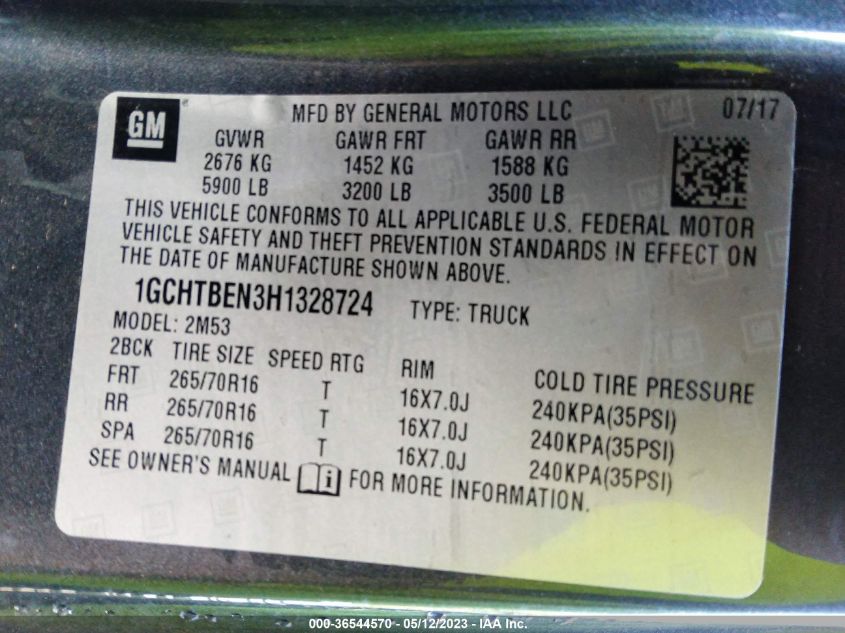 GM
MFD BY GENERAL MOTORS LLC 07/17
GVWR GAWR FRT GAWR RR
2676 KG 1452 KG 1588 KG
5900 LB 3200 LB 3500 LB
THIS VEHICLE CONFORMS TO ALL APPLICABLE U.S. FEDERAL MOTOR
VEHICLE SAFETY AND THEFT PREVENTION STANDARDS IN EFFECT ON
THE DATE OF MANUFACTURE SHOWN ABOVE.
1GCHTBEN3H1328724 TYPE: TRUCK
MODEL: 2M53
2BCK TIRE SIZE SPEED RTG RIM COLD TIRE PRESSURE
FRT 265/70R16 T 16X7.0J 240KPA(35PSI)
RR 265/70R16 T 16X7.0J 240KPA(35PSI)
SPA 265/70R16 T 16X7.0J 240KPA(35PSI)
SEE OWNER'S MANUAL i FOR MORE INFORMATION.
000-36544570 - 05/12/2023 - IAA Inc.